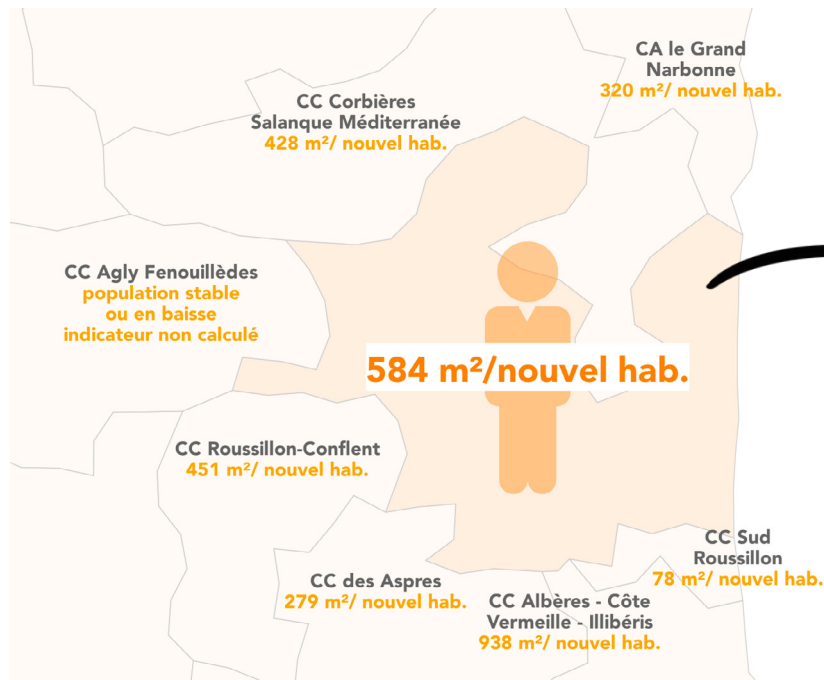 CA le Grand
Narbonne
320 m²/ nouvel hab.
CC Corbières
Salanque Méditerranée
428 m²/ nouvel hab.
CC Agly Fenouillèdes
population stable
ou en baisse
indicateur non calculé
584 m²/nouvel hab.
CC Roussillon-Conflent
451 m²/ nouvel hab.
CC Sud
Roussillon
78 m²/ nouvel hab.
CC des Aspres
279 m²/ nouvel hab.
CC Albères - Côte
Vermeille - Illibéris
938 m²/ nouvel hab.